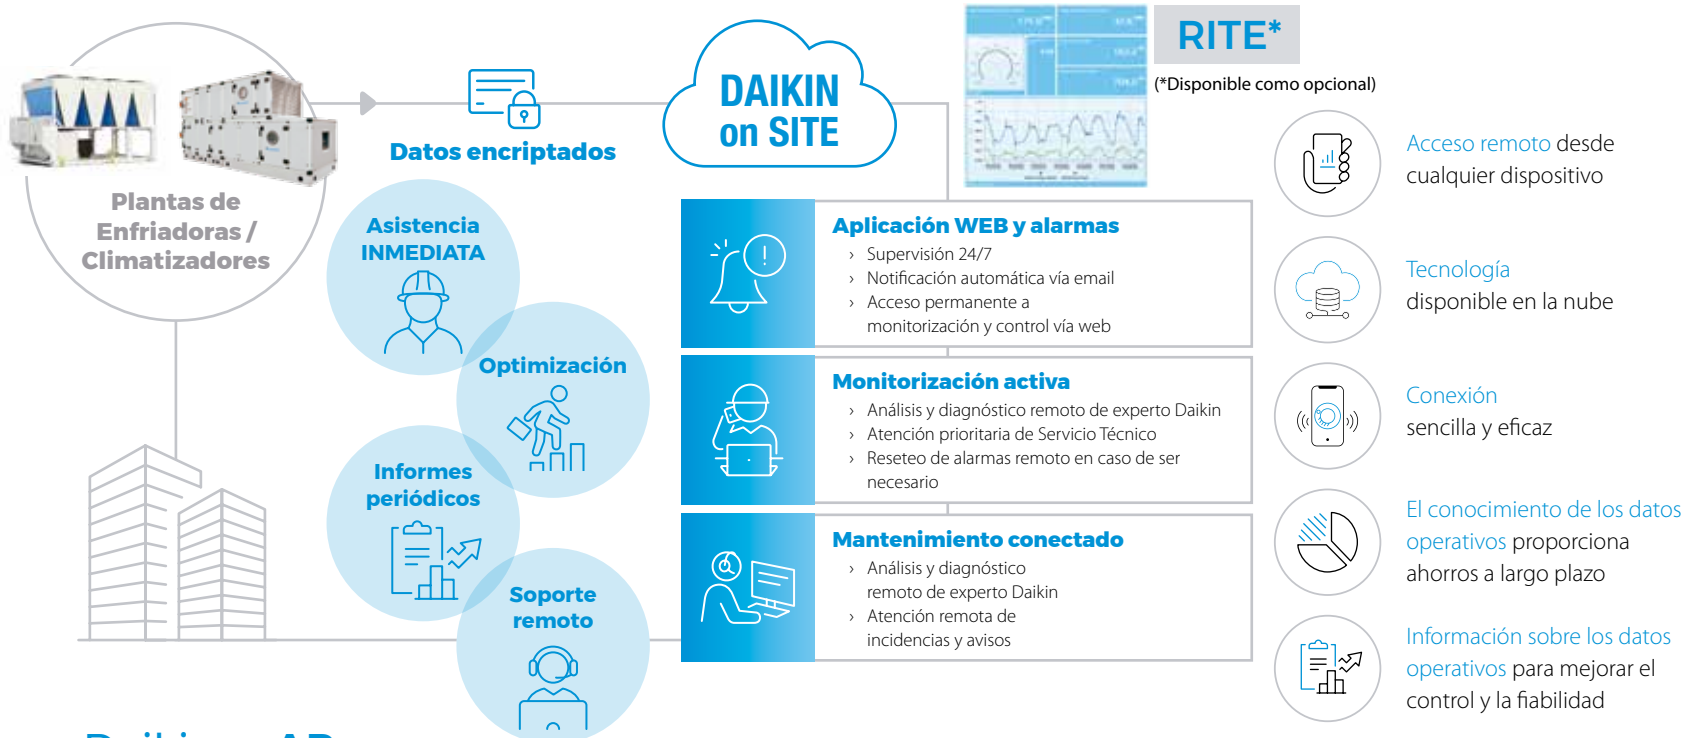 RITE*
(*Disponible como opcional)
DAIKIN
on SITE
Datos encriptados
Plantas de
Enfriadoras /
Climatizadores
Asistencia
INMEDIATA
Optimización
Informes
periódicos
Soporte
remoto
Aplicación WEB y alarmas
› Supervisión 24/7
› Notificación automática vía email
› Acceso permanente a
monitorización y control vía web
Monitorización activa
› Análisis y diagnóstico remoto de experto Daikin
› Atención prioritaria de Servicio Técnico
› Reseteo de alarmas remoto en caso de ser
necesario
Mantenimiento conectado
› Análisis y diagnóstico
remoto de experto Daikin
› Atención remota de
incidencias y avisos
Acceso remoto desde
cualquier dispositivo
Tecnología
disponible en la nube
Conexión
sencilla y eficaz
El conocimiento de los datos
operativos proporciona
ahorros a largo plazo
Información sobre los datos
operativos para mejorar el
control y la fiabilidad